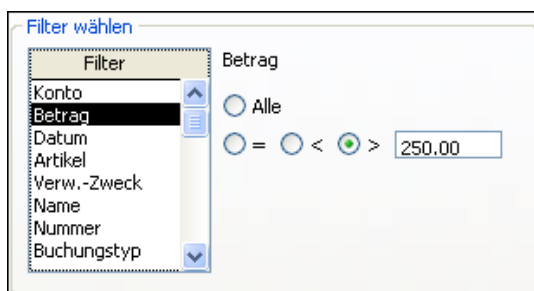 Filter wählen
Filter
Konto
Betrag
Datum
Artikel
Verw.-Zweck
Name
Nummer
Buchungstyp
Betrag
Alle
= < > 250.00